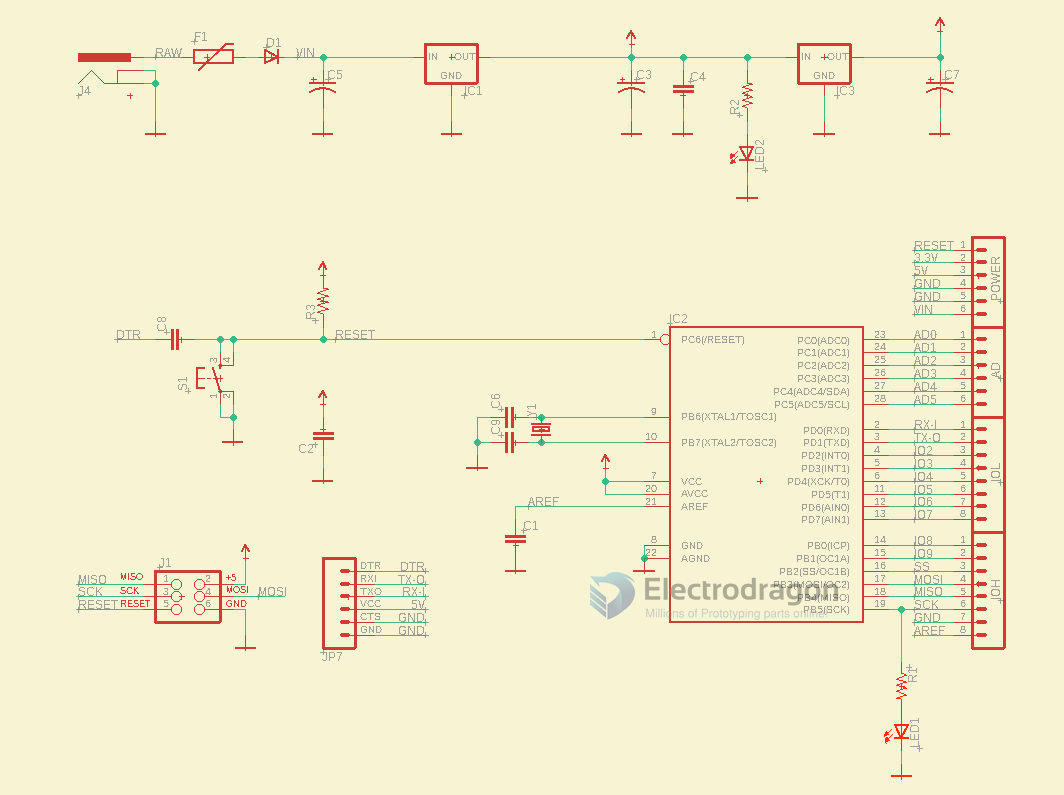 RAW F1 D1 VIN
J4
C5
IN OUT
GND
IC1
C3
C4
R2
LED2
IN OUT
GND
IC3
C7
DTR C8
S1
3 4
1 2
R3
RESET
C2
C6
C9
Y1
AREF
C1
IC2
1 PC6(/RESET)
9 PB6(XTAL1/TOSC1)
10 PB7(XTAL2/TOSC2)
7 VCC
20 AVCC
21 AREF
8 GND
22 AGND
PC0(ADC0) 23 AD0 1
PC1(ADC1) 24 AD1 2
PC2(ADC2) 25 AD2 3
PC3(ADC3) 26 AD3 4
PC4(ADC4/SDA) 27 AD4 5
PC5(ADC5/SCL) 28 AD5 6
AD
PD0(RXD) 2 RX-I 1
PD1(TXD) 3 TX-O 2
PD2(INT0) 4 IO2 3
PD3(INT1) 5 IO3 4
PD4(XCK/T0) 6 IO4 5
PD5(T1) 11 IO5 6
PD6(AIN0) 12 IO6 7
PD7(AIN1) 13 IO7 8
IOL
PB0(ICP) 14 IO8 1
PB1(OC1A) 15 IO9 2
PB2(SS/OC1B) 16 SS 3
PB3(MOSI/OC2) 17 MOSI 4
PB4(MISO) 18 MISO 5
PB5(SCK) 19 SCK 6
GND 7
AREF 8
IOH
RESET 1
3.3V 2
5V 3
GND 4
GND 5
VIN 6
POWER
R1
LED1
J1
MISO MISO 1 2 +5
SCK SCK 3 4 MOSI MOSI
RESET RESET 5 6 GND
DTR DTR
RXI TX-O
TXO RX-I
VCC 5V
CTS GND
GND GND
JP7
Electrodragon
Millions of Prototyping parts online!